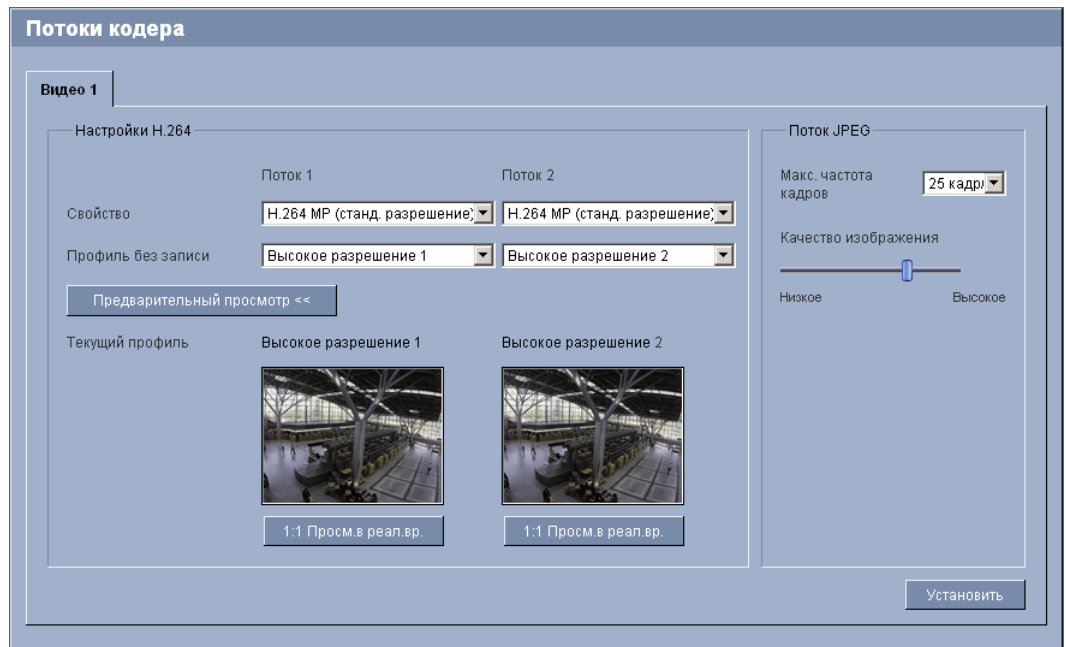 Потоки кодера
Видео 1
Настройки H.264
Поток 1
Поток 2
Свойство
H.264 MP (станд. разрешение)
H.264 MP (станд. разрешение)
Профиль без записи
Высокое разрешение 1
Высокое разрешение 2
Предварительный просмотр <<
Текущий профиль
Высокое разрешение 1
Высокое разрешение 2
1:1 Просм.в реал.вр.
1:1 Просм.в реал.вр.
Поток JPEG
Макс. частота
кадров
25 кадр/
Качество изображения
Низкое
Высокое
Установить